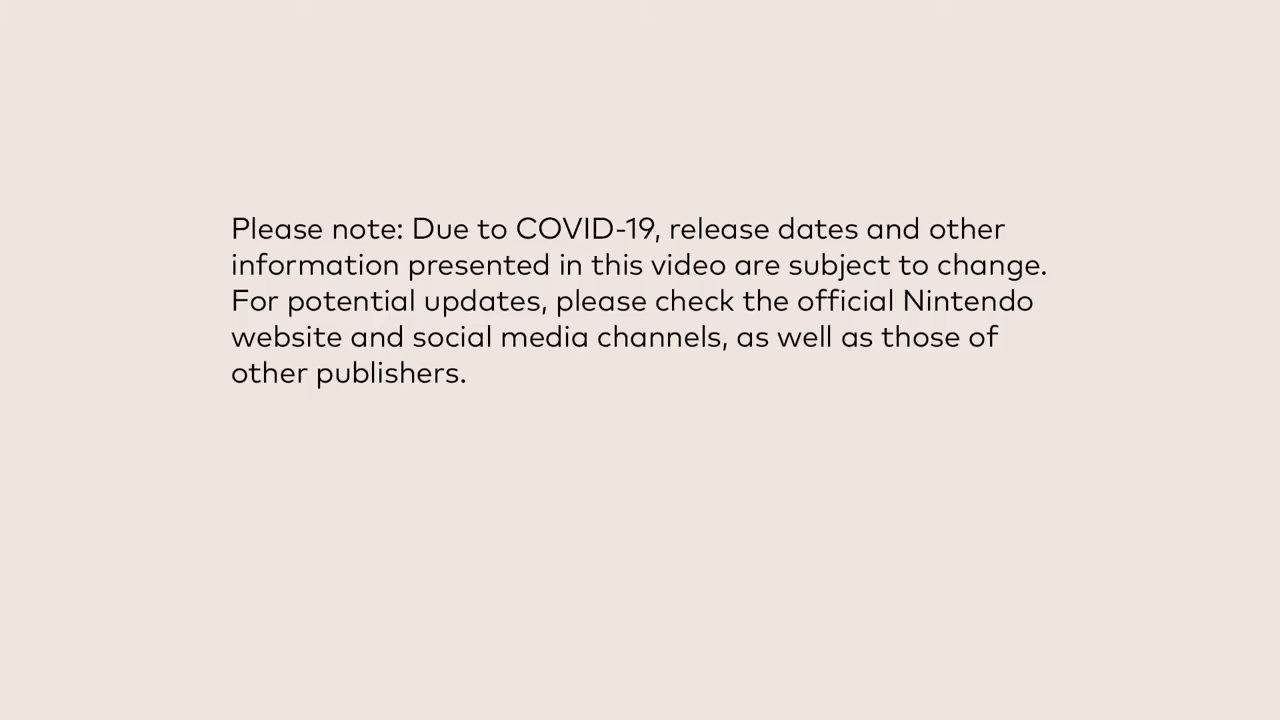 Please note: Due to COVID-19, release dates and other
information presented in this video are subject to change.
For potential updates, please check the official Nintendo
website and social media channels, as well as those of
other publishers.